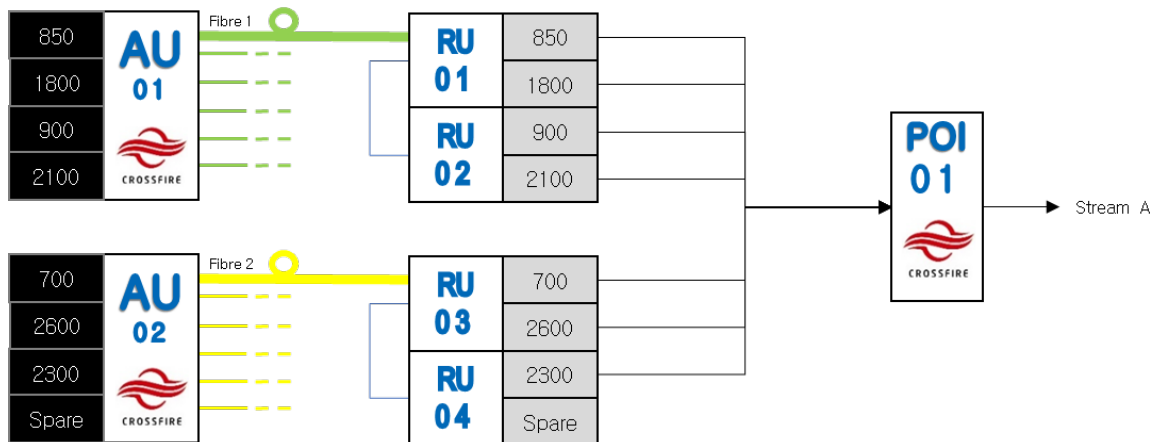 850
1800
900
2100
AU
01
CROSSFIRE
Fibre 1
RU
01
RU
02
850
1800
900
2100
700
2600
2300
Spare
AU
02
CROSSFIRE
Fibre 2
RU
03
RU
04
700
2600
2300
Spare
POI
01
CROSSFIRE
Stream A